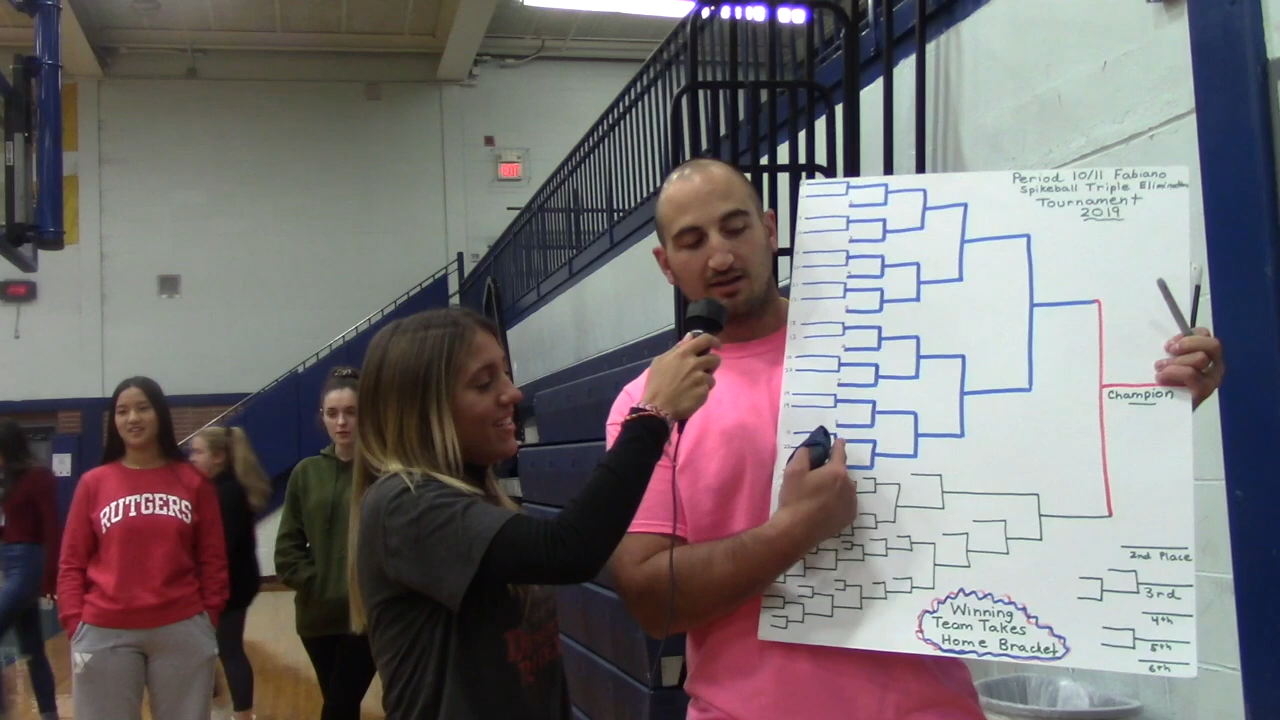 EXIT
RUTGERS
Period 10/11 Fabiano
Spikeball Triple Elimination
Tournament
2019
Champion
2nd Place
3rd
4th
5th
6th
Winning
Team Takes
Home Bracket